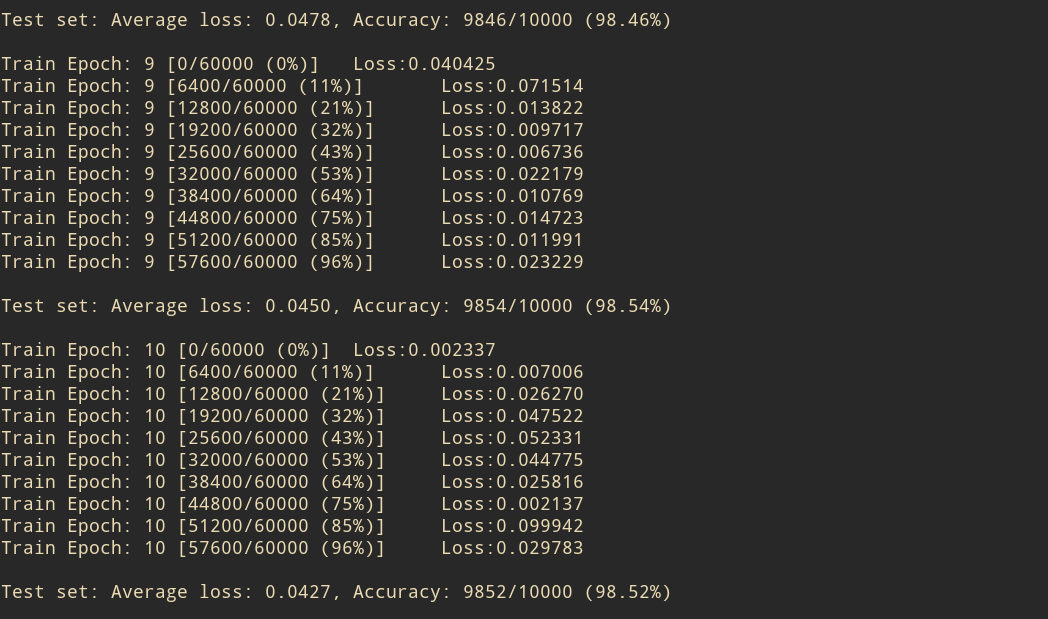 Test set: Average loss: 0.0478, Accuracy: 9846/10000 (98.46%)
Train Epoch: 9 [0/60000 (0%)]   Loss:0.040425
Train Epoch: 9 [6400/60000 (11%)]       Loss:0.071514
Train Epoch: 9 [12800/60000 (21%)]      Loss:0.013822
Train Epoch: 9 [19200/60000 (32%)]      Loss:0.009717
Train Epoch: 9 [25600/60000 (43%)]      Loss:0.006736
Train Epoch: 9 [32000/60000 (53%)]      Loss:0.022179
Train Epoch: 9 [38400/60000 (64%)]      Loss:0.010769
Train Epoch: 9 [44800/60000 (75%)]      Loss:0.014723
Train Epoch: 9 [51200/60000 (85%)]      Loss:0.011991
Train Epoch: 9 [57600/60000 (96%)]      Loss:0.023229
Test set: Average loss: 0.0450, Accuracy: 9854/10000 (98.54%)
Train Epoch: 10 [0/60000 (0%)]  Loss:0.002337
Train Epoch: 10 [6400/60000 (11%)]      Loss:0.007006
Train Epoch: 10 [12800/60000 (21%)]     Loss:0.026270
Train Epoch: 10 [19200/60000 (32%)]     Loss:0.047522
Train Epoch: 10 [25600/60000 (43%)]     Loss:0.052331
Train Epoch: 10 [32000/60000 (53%)]     Loss:0.044775
Train Epoch: 10 [38400/60000 (64%)]     Loss:0.025816
Train Epoch: 10 [44800/60000 (75%)]     Loss:0.002137
Train Epoch: 10 [51200/60000 (85%)]     Loss:0.099942
Train Epoch: 10 [57600/60000 (96%)]     Loss:0.029783
Test set: Average loss: 0.0427, Accuracy: 9852/10000 (98.52%)